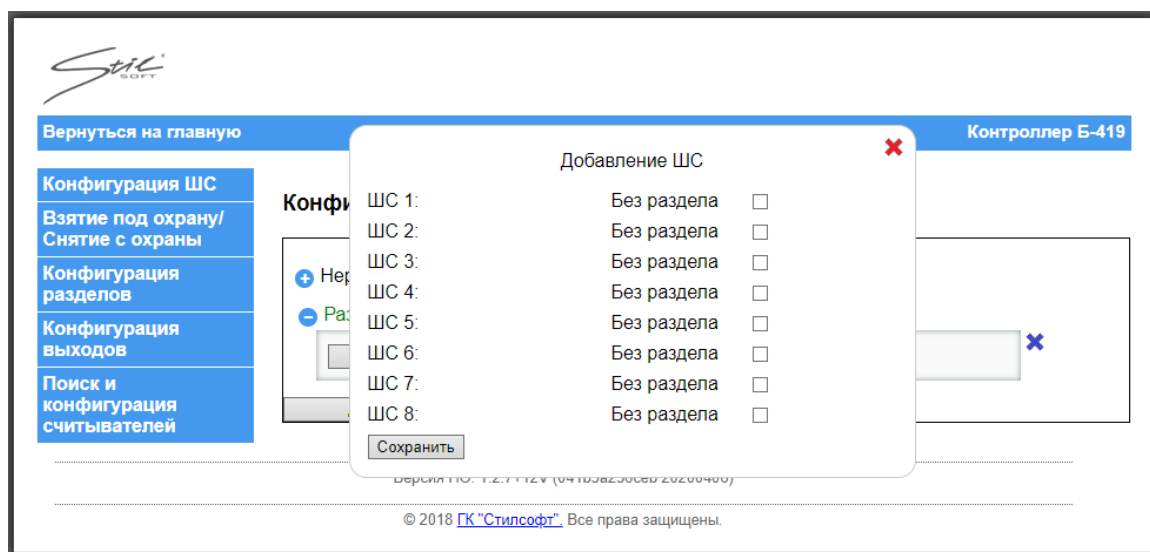 Stil
SOFT
Вернуться на главную
Контроллер Б-419
Конфигурация ШС
Взятие под охрану/
Снятие с охраны
Конфигурация
разделов
Конфигурация
выходов
Поиск и
конфигурация
считывателей
Добавление ШС
ШС 1: Без раздела
ШС 2: Без раздела
ШС 3: Без раздела
ШС 4: Без раздела
ШС 5: Без раздела
ШС 6: Без раздела
ШС 7: Без раздела
ШС 8: Без раздела
Сохранить
© 2018 ГК "Стилсофт". Все права защищены.